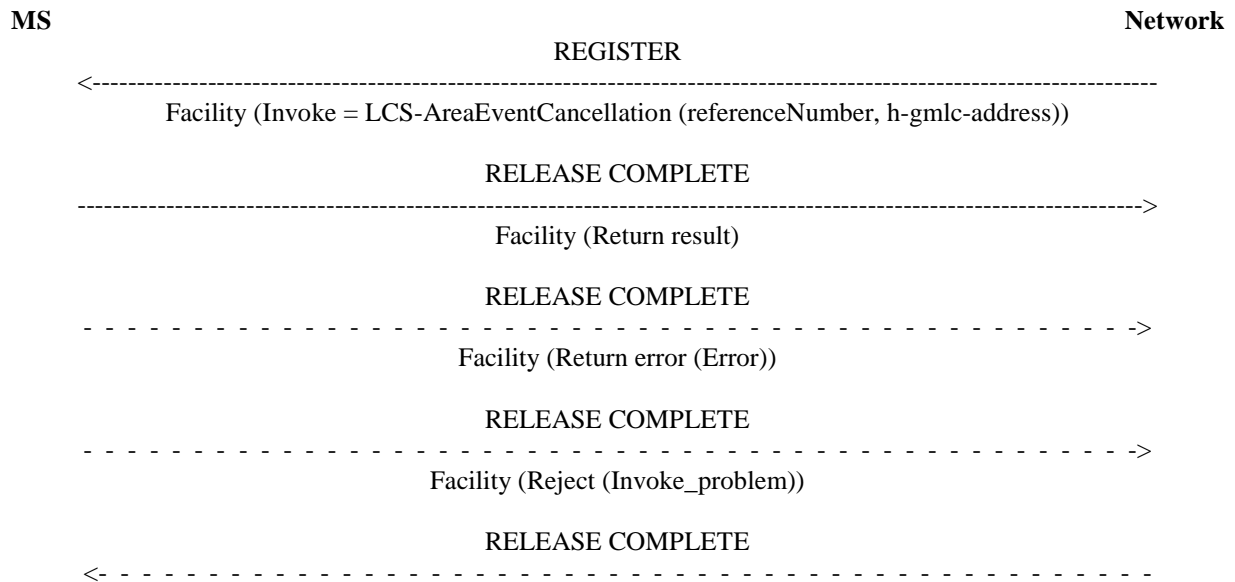 MS Network
REGISTER
<------------------------------------------------------------------------------------------------------------------------
Facility (Invoke = LCS-AreaEventCancellation (referenceNumber, h-gmlc-address))
RELEASE COMPLETE
------------------------------------------------------------------------------------------------------------------------>
Facility (Return result)
RELEASE COMPLETE
- - - - - - - - - - - - - - - - - - - - - - - - - - - - - - - - - - - - - - - - - - - - - - - ->
Facility (Return error (Error))
RELEASE COMPLETE
- - - - - - - - - - - - - - - - - - - - - - - - - - - - - - - - - - - - - - - - - - - - - - - ->
Facility (Reject (Invoke_problem))
RELEASE COMPLETE
<- - - - - - - - - - - - - - - - - - - - - - - - - - - - - - - - - - - - - - - - - - - - - - - -